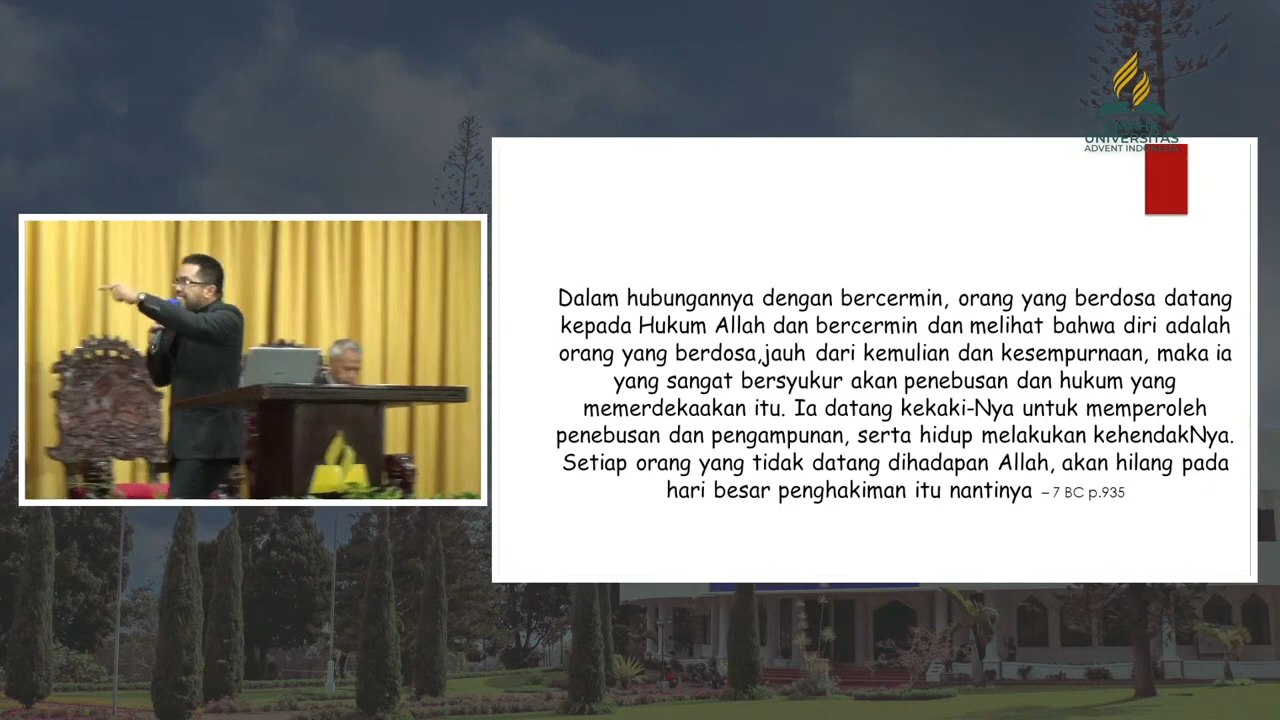 UNIVERSITAS
ADVENT INDONESIA
Dalam hubungannya dengan bercermin, orang yang berdosa datang
kepada Hukum Allah dan bercermin dan melihat bahwa diri adalah
orang yang berdosa,jauh dari kemulian dan kesempurnaan, maka ia
yang sangat bersyukur akan penebusan dan hukum yang
memerdekaakan itu. Ia datang kekaki-Nya untuk memperoleh
penebusan dan pengampunan, serta hidup melakukan kehendakNya.
Setiap orang yang tidak datang dihadapan Allah, akan hilang pada
hari besar penghakiman itu nantinya – 7 BC p.935